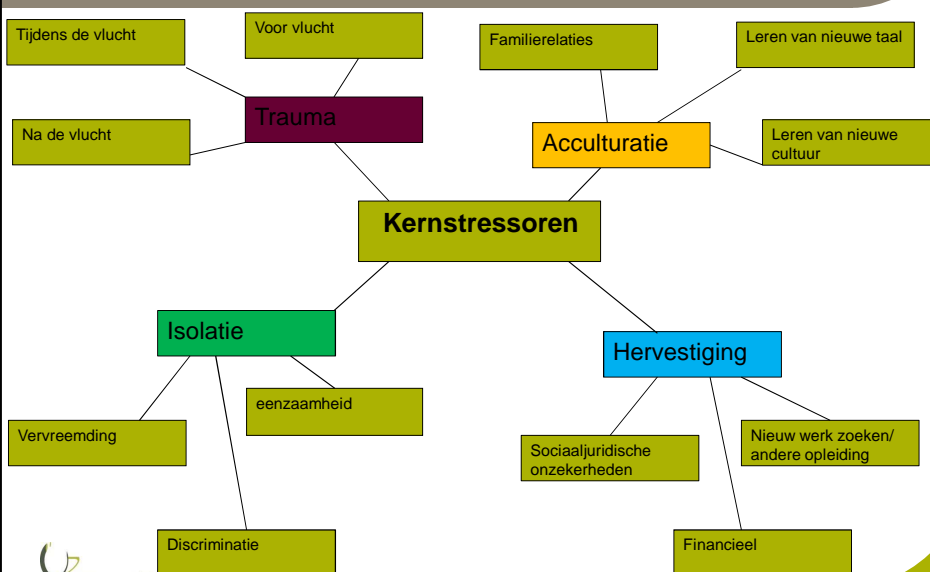 Tijdens de vlucht
Voor vlucht
Na de vlucht
Trauma
Familierelaties
Leren van nieuwe taal
Acculturatie
Leren van nieuwe
cultuur
Kernstressoren
Isolatie
Vervreemding
eenzaamheid
Discriminatie
Hervestiging
Sociaaljuridische
onzekerheden
Nieuw werk zoeken/
andere opleiding
Financieel